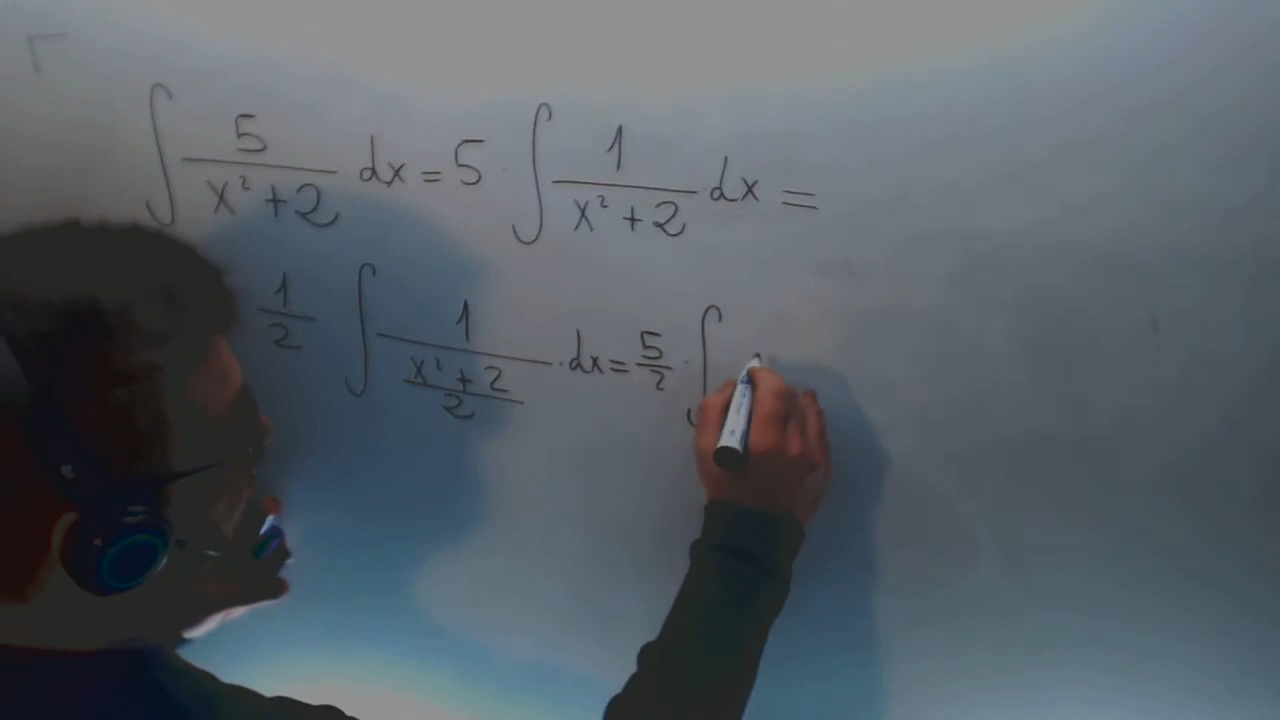 ∫ 5/(x²+2) dx = 5 · ∫ 1/(x²+2) · dx =
1/2 ∫ 1/((x²+2)/2) · dx = 5/2 · ∫